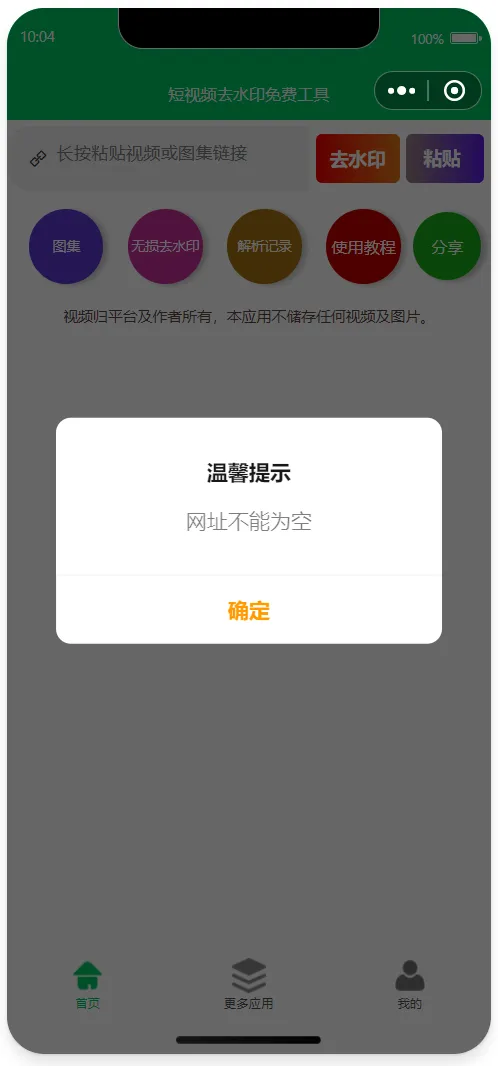 10:04
100%
短视频去水印免费工具
长按粘贴视频或图集链接
去水印
粘贴
图集
无损去水印
解析记录
使用教程
分享
视频归平台及作者所有，本应用不储存任何视频及图片。
温馨提示
网址不能为空
确定
首页
更多应用
我的